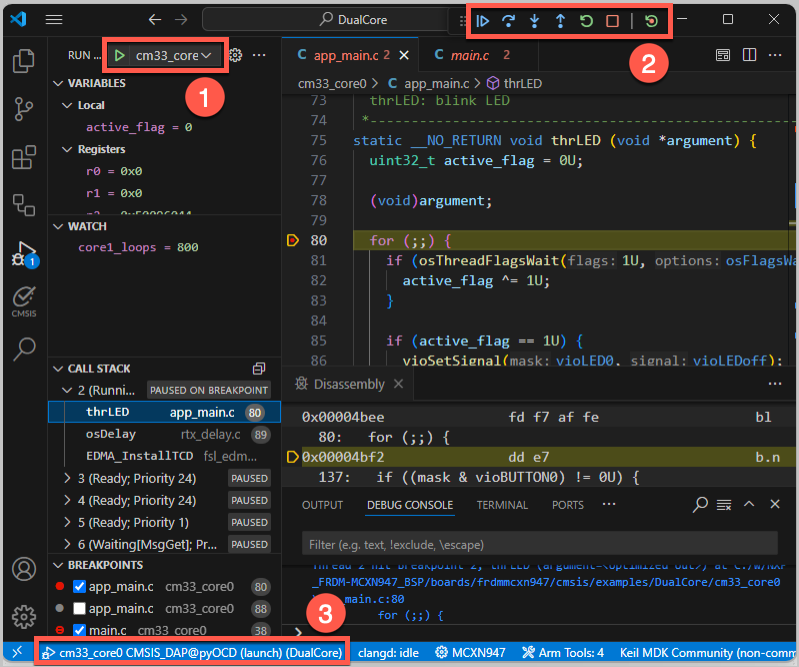 DualCore
RUN ...
cm33_core
1
2
VARIABLES
Local
active_flag = 0
Registers
r0 = 0x0
r1 = 0x0
WATCH
core1_loops = 800
CMSIS
1
CALL STACK
2 (Runni... PAUSED ON BREAKPOINT
thrLED app_main.c 80
osDelay rtx_delay.c 89
EDMA_InstallTCD fsl_edm...
3 (Ready; Priority 24) PAUSED
4 (Ready; Priority 24) PAUSED
5 (Ready; Priority 1) PAUSED
6 (Waiting[MsgGet]; Pr... PAUSED
BREAKPOINTS
app_main.c cm33_core0 80
app_main.c cm33_core0 88
main.c cm33_core0 38
C app_main.c 2
C main.c 2
cm33_core0 > C app_main.c > thrLED
73 thrLED: blink LED
74 *-----------------------------------------------------------
75 static __NO_RETURN void thrLED (void *argument) {
76 uint32_t active_flag = 0U;
77
78 (void)argument;
79
80 for (;;) {
81 if (osThreadFlagsWait(flags: 1U, options: osFlagsWa
82 active_flag ^= 1U;
83 }
84
85 if (active_flag == 1U) {
86 vioSetSignal(mask: vioLED0, signal: vioLEDoff);
Disassembly
0x00004bee fd f7 af fe bl
80: for (;;) {
0x00004bf2 dd e7 b.n
137: if ((mask & vioBUTTON0) != 0U) {
OUTPUT DEBUG CONSOLE TERMINAL PORTS
Filter (e.g. text, !exclude, \escape)
Thread 2 hit Breakpoint 2, thrLED (argument=<optimized out>) at C:/W/NXP
_FRDM-MCXN947_BSP/boards/frdmmcxn947/cmsis/examples/DualCore/cm33_core0
main.c:80
for (;;) {
>
3
cm33_core0 CMSIS_DAP@pyOCD (launch) (DualCore) clangd: idle MCXN947 Arm Tools: 4 Keil MDK Community (non-comm